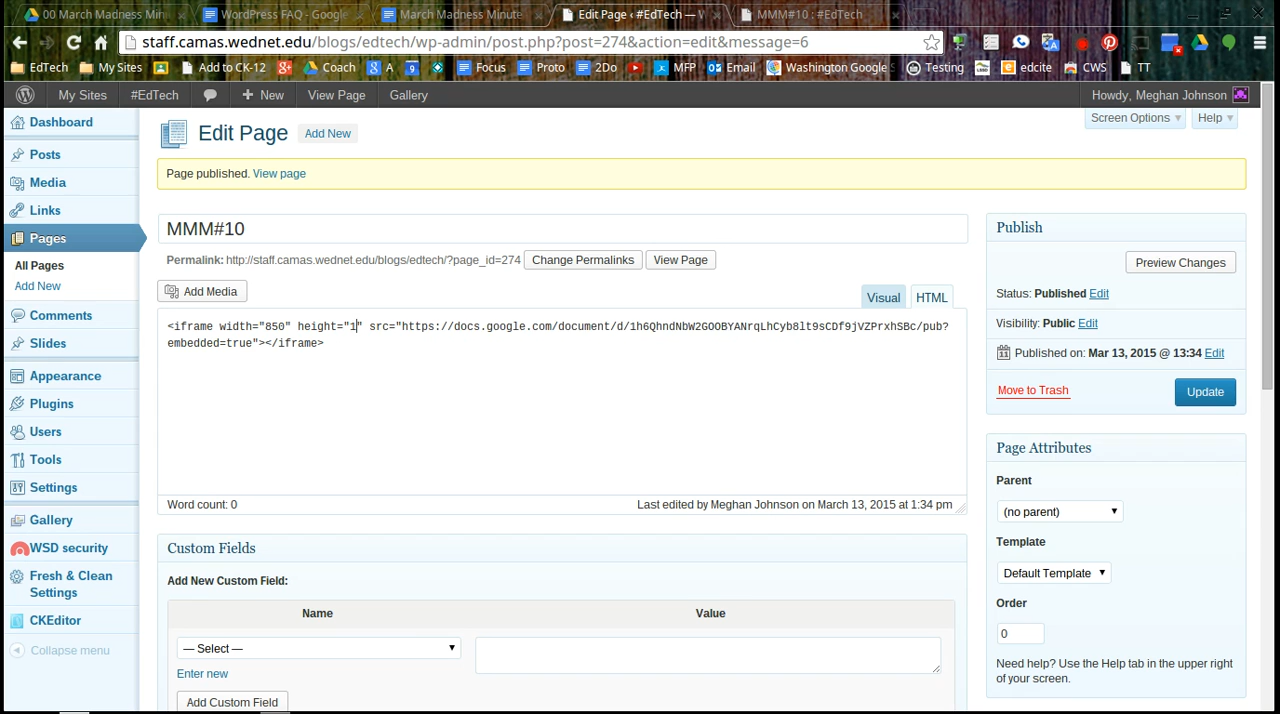 00 March Madness Min
WordPress FAQ - Google
March Madness Minute
Edit Page ‹ #EdTech — W
MMM#10 : #EdTech
staff.camas.wednet.edu/blogs/edtech/wp-admin/post.php?post=274&action=edit&message=6
EdTech
My Sites
Add to CK-12
Coach
A
Focus
Proto
2Do
MFP
Email
Washington Google
Testing
edcite
CWS
TT
My Sites
#EdTech
+ New
View Page
Gallery
Howdy, Meghan Johnson
Dashboard
Posts
Media
Links
Pages
All Pages
Add New
Comments
Slides
Appearance
Plugins
Users
Tools
Settings
Gallery
WSD security
Fresh & Clean
Settings
CKEditor
Collapse menu
Screen Options
Help
Edit Page
Add New
Page published. View page
MMM#10
Permalink: http://staff.camas.wednet.edu/blogs/edtech/?page_id=274
Change Permalinks
View Page
Add Media
Visual
HTML
<iframe width="850" height="1" src="https://docs.google.com/document/d/1h6QhndNbW2GOOBYANrqLhCyb8lt9sCDf9jVZPrxhSBc/pub?
embedded=true"></iframe>
Word count: 0
Last edited by Meghan Johnson on March 13, 2015 at 1:34 pm
Custom Fields
Add New Custom Field:
Name
Value
— Select —
Enter new
Add Custom Field
Publish
Preview Changes
Status: Published Edit
Visibility: Public Edit
Published on: Mar 13, 2015 @ 13:34 Edit
Move to Trash
Update
Page Attributes
Parent
(no parent)
Template
Default Template
Order
0
Need help? Use the Help tab in the upper right
of your screen.